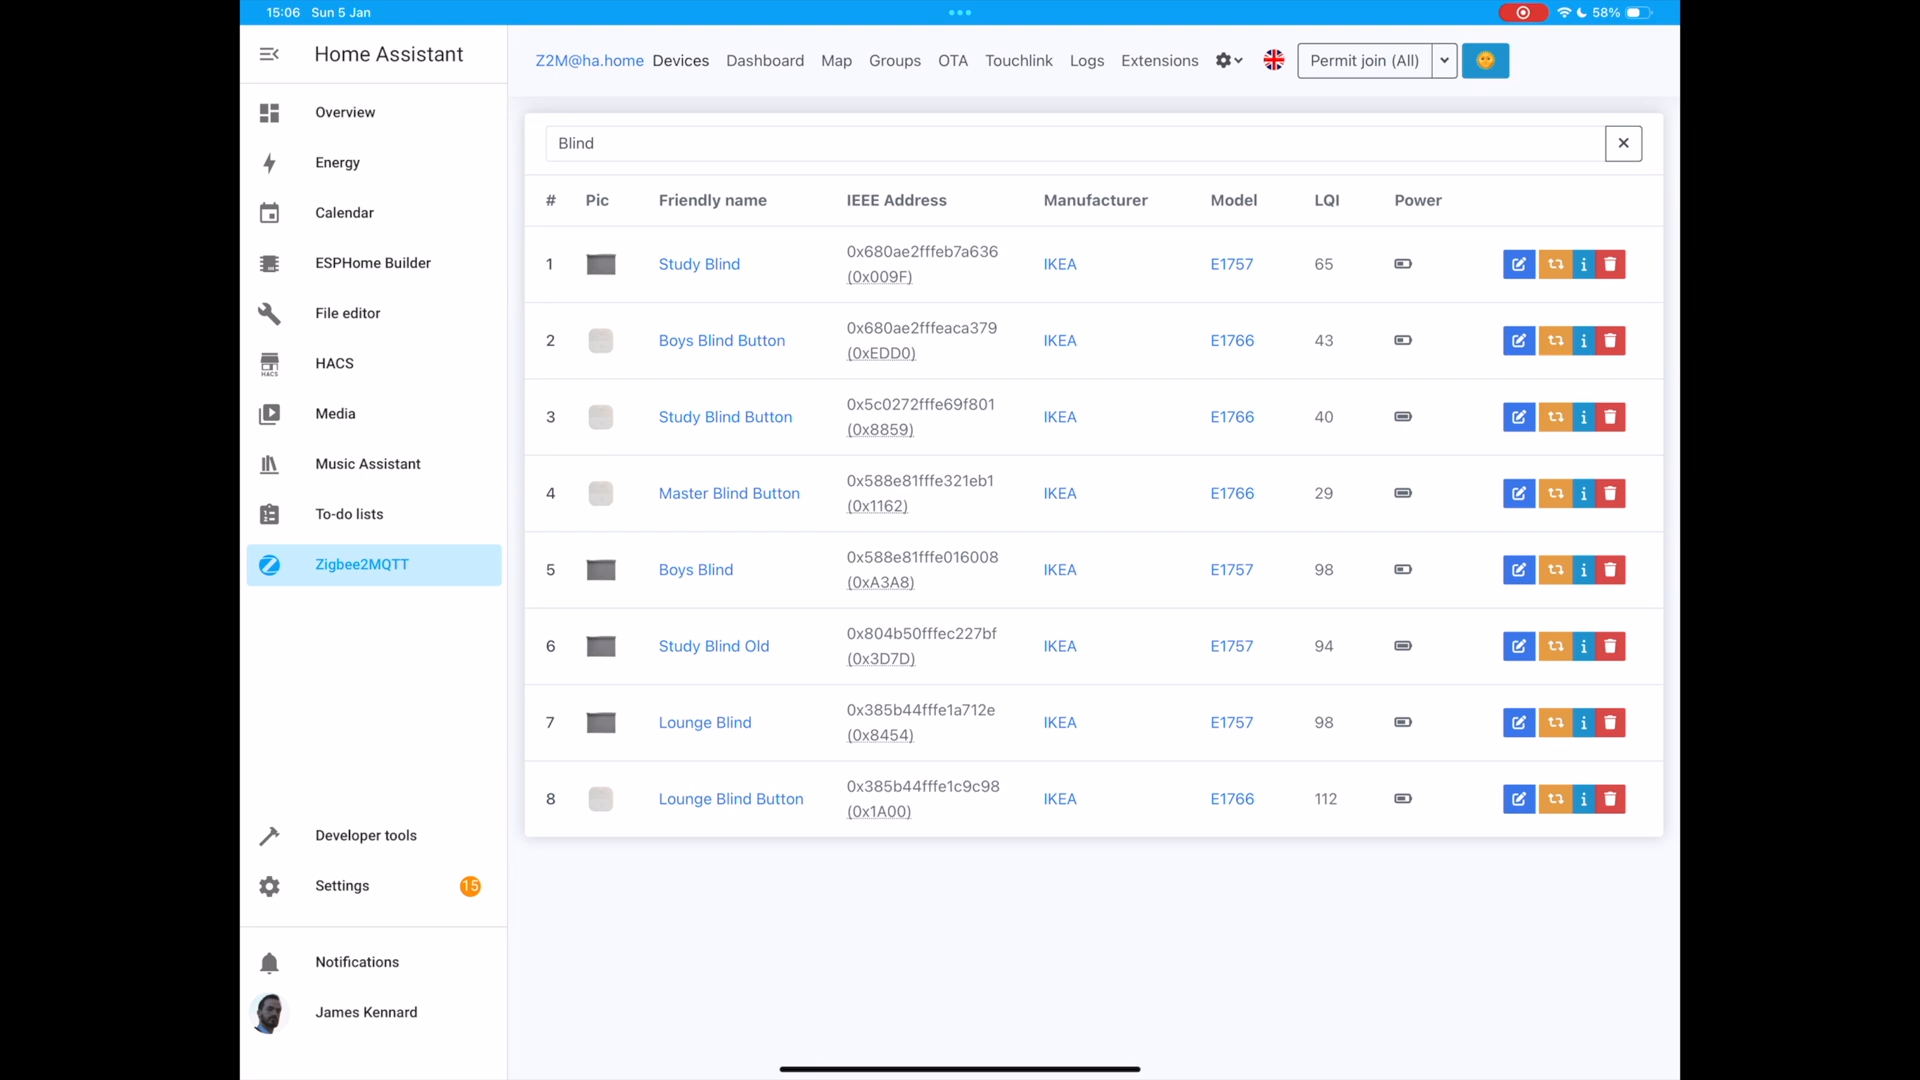 15:06 Sun 5 Jan
58%
Home Assistant
Overview
Energy
Calendar
ESPHome Builder
File editor
HACS
HACS
Media
Music Assistant
To-do lists
Zigbee2MQTT
Developer tools
Settings 15
Notifications
James Kennard
Z2M@ha.home Devices Dashboard Map Groups OTA Touchlink Logs Extensions Permit join (All)
Blind
# Pic Friendly name IEEE Address Manufacturer Model LQI Power
1 Study Blind 0x680ae2fffeb7a636 (0x009F) IKEA E1757 65
2 Boys Blind Button 0x680ae2fffeaca379 (0xEDD0) IKEA E1766 43
3 Study Blind Button 0x5c0272fffe69f801 (0x8859) IKEA E1766 40
4 Master Blind Button 0x588e81fffe321eb1 (0x1162) IKEA E1766 29
5 Boys Blind 0x588e81fffe016008 (0xA3A8) IKEA E1757 98
6 Study Blind Old 0x804b50fffec227bf (0x3D7D) IKEA E1757 94
7 Lounge Blind 0x385b44fffe1a712e (0x8454) IKEA E1757 98
8 Lounge Blind Button 0x385b44fffe1c9c98 (0x1A00) IKEA E1766 112